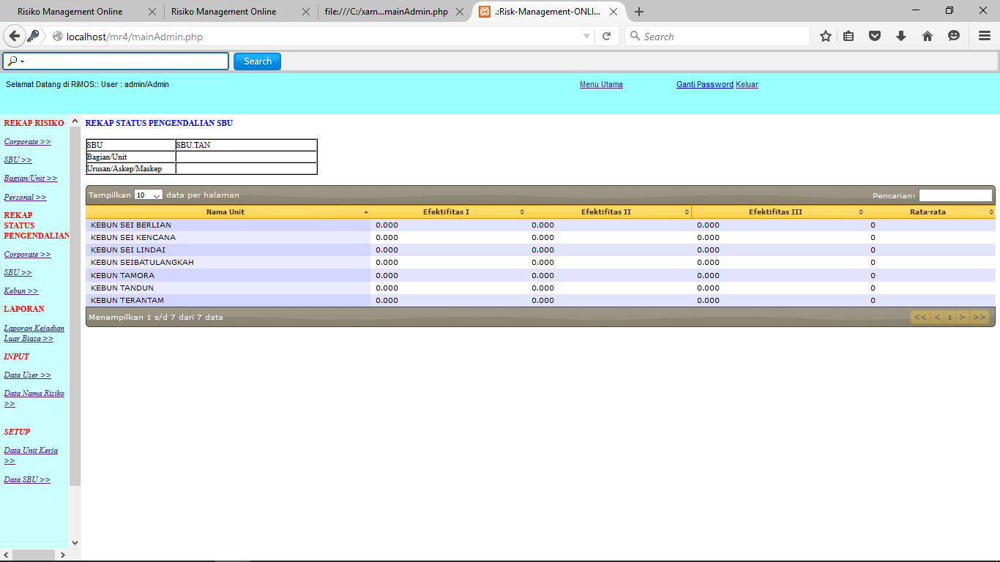 Risiko Management Online
Risiko Management Online
file:///C:/xam...mainAdmin.php
.:Risk-Management-ONLI...
localhost/mr4/mainAdmin.php
Search
Search
Selamat Datang di RiMOS:: User : admin/Admin
Menu Utama
Ganti Password Keluar
REKAP RISIKO
Corporate >>
SBU >>
Bagian/Unit >>
Personal >>
REKAP
STATUS
PENGENDALIAN
Corporate >>
SBU >>
Kebun >>
LAPORAN
Laporan Kejadian
Luar Biasa >>
INPUT
Data User >>
Data Nama Risiko
>>
SETUP
Data Unit Kerja
>>
Data SBU >>
REKAP STATUS PENGENDALIAN SBU
SBU SBU.TAN
Bagian/Unit
Urusan/Askep/Maskep
Tampilkan 10 data per halaman Pencarian:
Nama Unit Efektifitas I Efektifitas II Efektifitas III Rata-rata
KEBUN SEI BERLIAN 0.000 0.000 0.000 0
KEBUN SEI KENCANA 0.000 0.000 0.000 0
KEBUN SEI LINDAI 0.000 0.000 0.000 0
KEBUN SEIBATULANGKAH 0.000 0.000 0.000 0
KEBUN TAMORA 0.000 0.000 0.000 0
KEBUN TANDUN 0.000 0.000 0.000 0
KEBUN TERANTAM 0.000 0.000 0.000 0
Menampilkan 1 s/d 7 dari 7 data << < 1 > >>